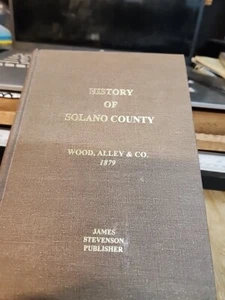 HISTORY
OF
SOLANO COUNTY
WOOD, ALLEY & CO.
1879
JAMES
STEVENSON
PUBLISHER